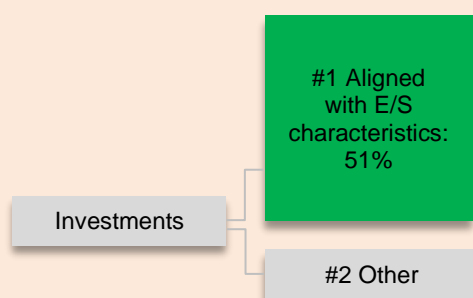 #1 Aligned
with E/S
characteristics:
51%
Investments
#2 Other